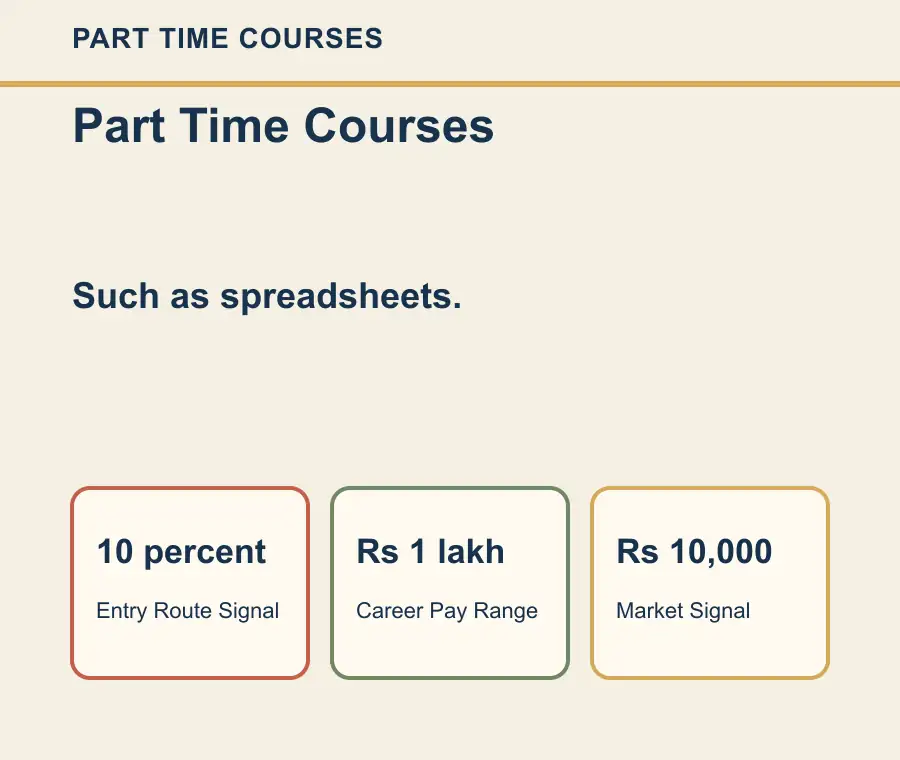 PART TIME COURSES
Part Time Courses
Such as spreadsheets.
10 percent
Entry Route Signal
Rs 1 lakh
Career Pay Range
Rs 10,000
Market Signal